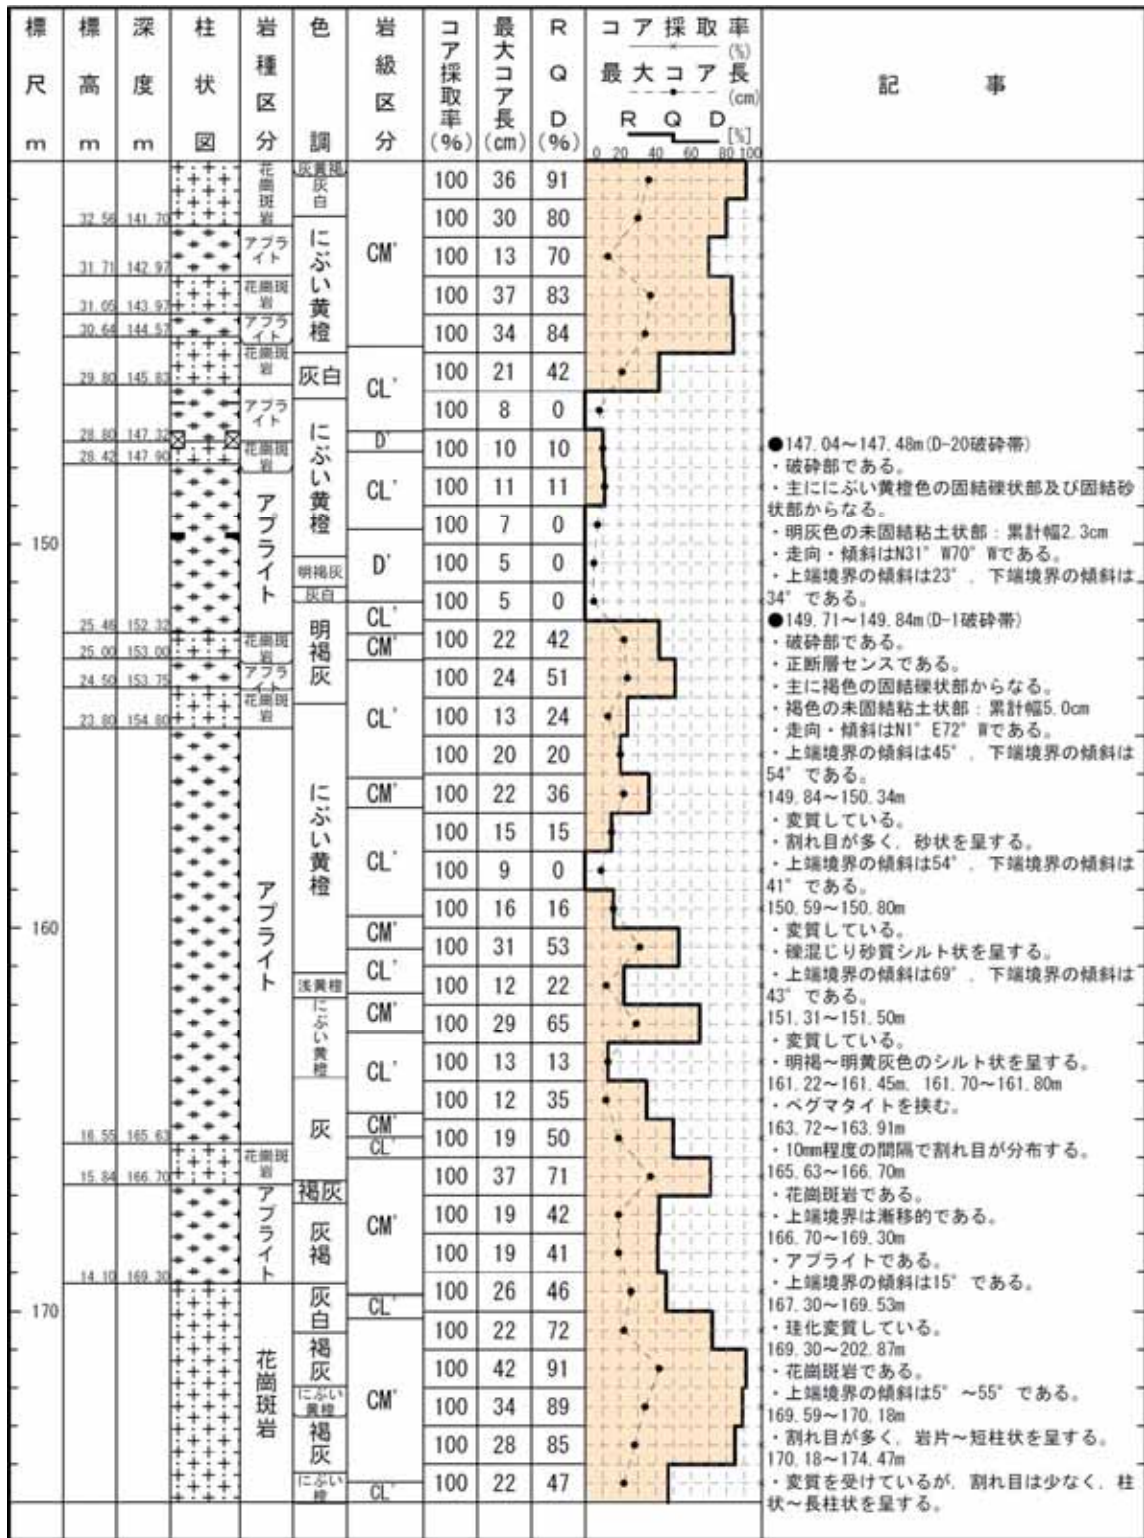 標尺m
標高m
深度m
柱状図
岩種区分
色調
岩級区分
コア採取率(%)
最大コア長(cm)
RQD(%)
コア採取率(%)
最大コア長(cm)
RQD[%]
0 20 40 60 80 100
記事
150
160
170
32.56 141.70
31.71 142.97
31.05 143.97
30.64 144.57
29.80 145.83
28.80 147.32
28.42 147.90
25.46 152.32
25.00 153.00
24.50 153.75
23.80 154.80
16.55 165.63
15.84 166.70
14.10 169.30
花崗斑岩
アプライト
花崗斑岩
アプライト
花崗斑岩
アプライト
花崗斑岩
アプライト
花崗斑岩
アプライト
花崗斑岩
アプライト
花崗斑岩
アプライト
花崗斑岩
灰黄褐
灰白
にぶい黄橙
灰白
にぶい黄橙
明褐灰
灰白
明褐灰
にぶい黄橙
浅黄橙
にぶい黄橙
灰
褐灰
灰褐
灰白
褐灰
にぶい黄橙
褐灰
にぶい橙
CM'
CL'
D'
CL'
D'
CL'
CM'
CL'
CM'
CL'
CM'
CL'
CM'
CL'
CM'
CL'
CM'
CL'
CM'
CL'
100 36 91
100 30 80
100 13 70
100 37 83
100 34 84
100 21 42
100 8 0
100 10 10
100 11 11
100 7 0
100 5 0
100 5 0
100 22 42
100 24 51
100 13 24
100 20 20
100 22 36
100 15 15
100 9 0
100 16 16
100 31 53
100 12 22
100 29 65
100 13 13
100 12 35
100 19 50
100 37 71
100 19 42
100 19 41
100 26 46
100 22 72
100 42 91
100 34 89
100 28 85
100 22 47
●147.04～147.48m(D-20破砕帯)
・破砕部である。
・主ににぶい黄橙色の固結礫状部及び固結砂
状部からなる。
・明灰色の未固結粘土状部：累計幅2.3cm
・走向・傾斜はN31°W70°Wである。
・上端境界の傾斜は23°，下端境界の傾斜は
34°である。
●149.71～149.84m(D-1破砕帯)
・破砕部である。
・正断層センスである。
・主に褐色の固結礫状部からなる。
・褐色の未固結粘土状部：累計幅5.0cm
・走向・傾斜はN1°E72°Wである。
・上端境界の傾斜は45°，下端境界の傾斜は
54°である。
149.84～150.34m
・変質している。
・割れ目が多く，砂状を呈する。
・上端境界の傾斜は54°，下端境界の傾斜は
41°である。
150.59～150.80m
・変質している。
・礫混じり砂質シルト状を呈する。
・上端境界の傾斜は69°，下端境界の傾斜は
43°である。
151.31～151.50m
・変質している。
・明褐～明黄灰色のシルト状を呈する。
161.22～161.45m，161.70～161.80m
・ペグマタイトを挟む。
163.72～163.91m
・10mm程度の間隔で割れ目が分布する。
165.63～166.70m
・花崗斑岩である。
・上端境界は漸移的である。
166.70～169.30m
・アプライトである。
・上端境界の傾斜は15°である。
167.30～169.53m
・珪化変質している。
169.30～202.87m
・花崗斑岩である。
・上端境界の傾斜は5°～55°である。
169.59～170.18m
・割れ目が多く，岩片～短柱状を呈する。
170.18～174.47m
・変質を受けているが，割れ目は少なく，柱
状～長柱状を呈する。